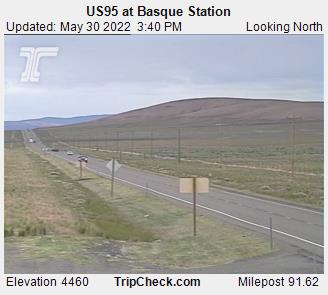 US95 at Basque Station
Updated: May 30 2022 3:40 PM Looking North
Elevation 4460 TripCheck.com Milepost 91.62